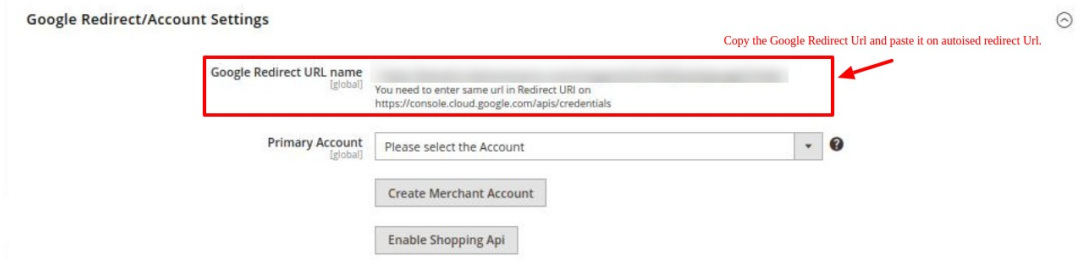 Google Redirect/Account Settings
Copy the Google Redirect Url and paste it on autoised redirect Url.
Google Redirect URL name
[global]
You need to enter same url in Redirect URI on
https://console.cloud.google.com/apis/credentials
Primary Account
[global]
Please select the Account
?
Create Merchant Account
Enable Shopping Api